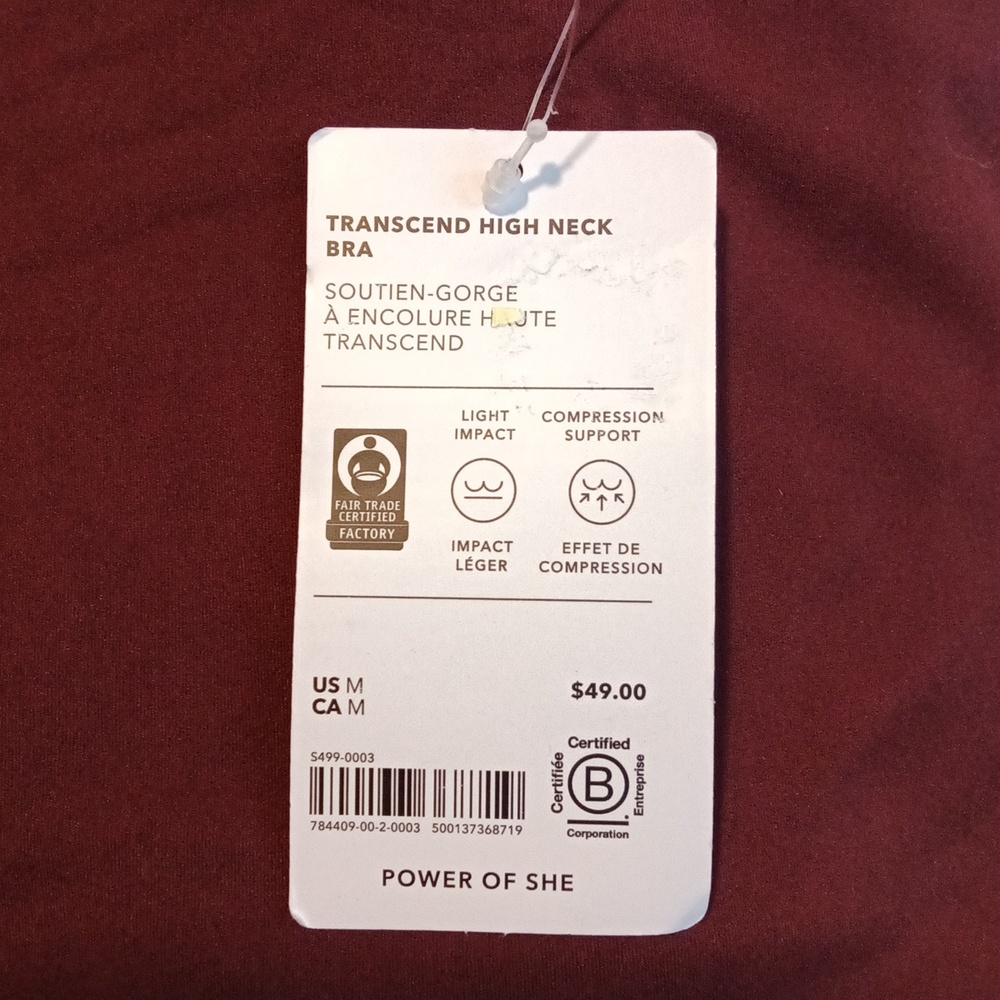 TRANSCEND HIGH NECK
BRA
SOUTIEN-GORGE
À ENCOLURE HAUTE
TRANSCEND
LIGHT
IMPACT
COMPRESSION
SUPPORT
FAIR TRADE
CERTIFIED
FACTORY
IMPACT
LÉGER
EFFET DE
COMPRESSION
US M
CA M
$49.00
S499-0003
784409-00-2-0003 500137368719
Certified
Certifiée
B
Entreprise
Corporation
POWER OF SHE